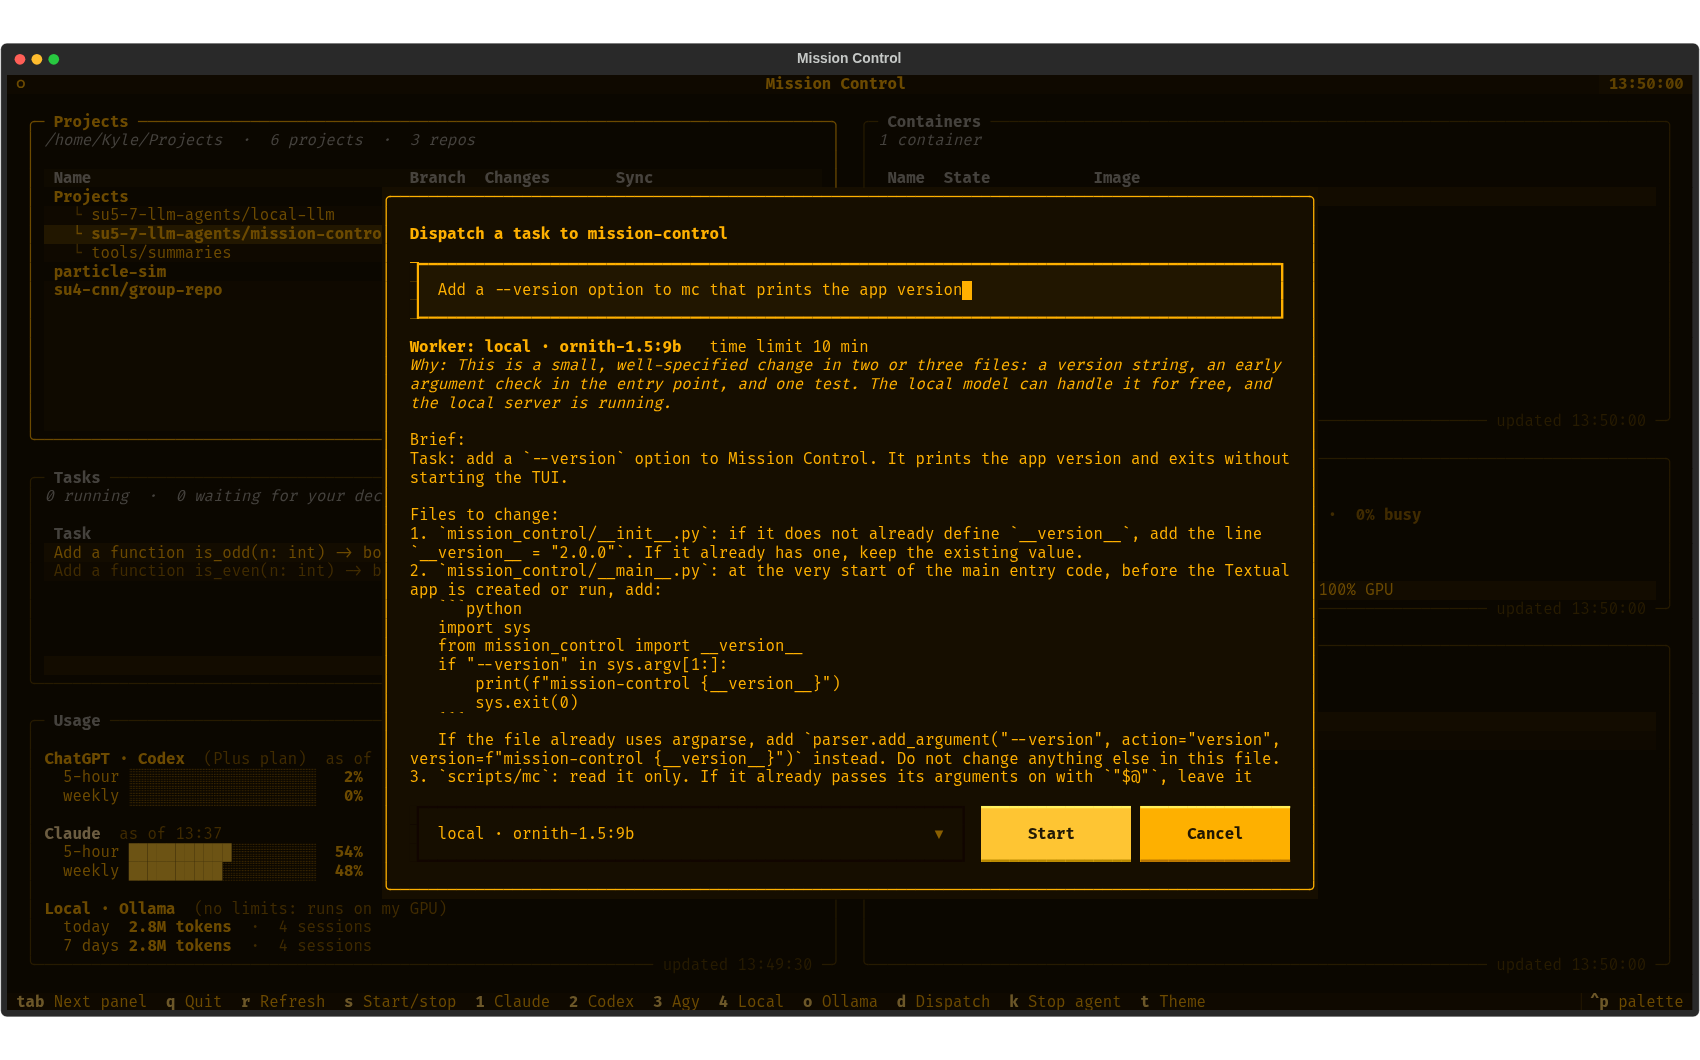 Mission Control
o Mission Control 13:50:00
Projects
/home/Kyle/Projects · 6 projects · 3 repos
Name Branch Changes Sync
Projects
└ su5-7-llm-agents/local-llm
└ su5-7-llm-agents/mission-contro
└ tools/summaries
particle-sim
su4-cnn/group-repo
Containers
1 container
Name State Image
updated 13:50:00
Dispatch a task to mission-control
Add a --version option to mc that prints the app version
Worker: local · ornith-1.5:9b time limit 10 min
Why: This is a small, well-specified change in two or three files: a version string, an early
argument check in the entry point, and one test. The local model can handle it for free, and
the local server is running.
Brief:
Task: add a `--version` option to Mission Control. It prints the app version and exits without
starting the TUI.
Files to change:
1. `mission_control/__init__.py`: if it does not already define `__version__`, add the line
`__version__ = "2.0.0"`. If it already has one, keep the existing value.
2. `mission_control/__main__.py`: at the very start of the main entry code, before the Textual
app is created or run, add:
```python
import sys
from mission_control import __version__
if "--version" in sys.argv[1:]:
print(f"mission-control {__version__}")
sys.exit(0)
```
If the file already uses argparse, add `parser.add_argument("--version", action="version",
version=f"mission-control {__version__}")` instead. Do not change anything else in this file.
3. `scripts/mc`: read it only. If it already passes its arguments on with `"$@"`, leave it
local · ornith-1.5:9b ▼
Start
Cancel
Tasks
0 running · 0 waiting for your dec
Task
Add a function is_odd(n: int) -> bo
Add a function is_even(n: int) -> b
· 0% busy
100% GPU
updated 13:50:00
Usage
ChatGPT · Codex (Plus plan) as of
5-hour 2%
weekly 0%
Claude as of 13:37
5-hour 54%
weekly 48%
Local · Ollama (no limits: runs on my GPU)
today 2.8M tokens · 4 sessions
7 days 2.8M tokens · 4 sessions
updated 13:49:30
updated 13:50:00
tab Next panel q Quit r Refresh s Start/stop 1 Claude 2 Codex 3 Agy 4 Local o Ollama d Dispatch k Stop agent t Theme ^p palette